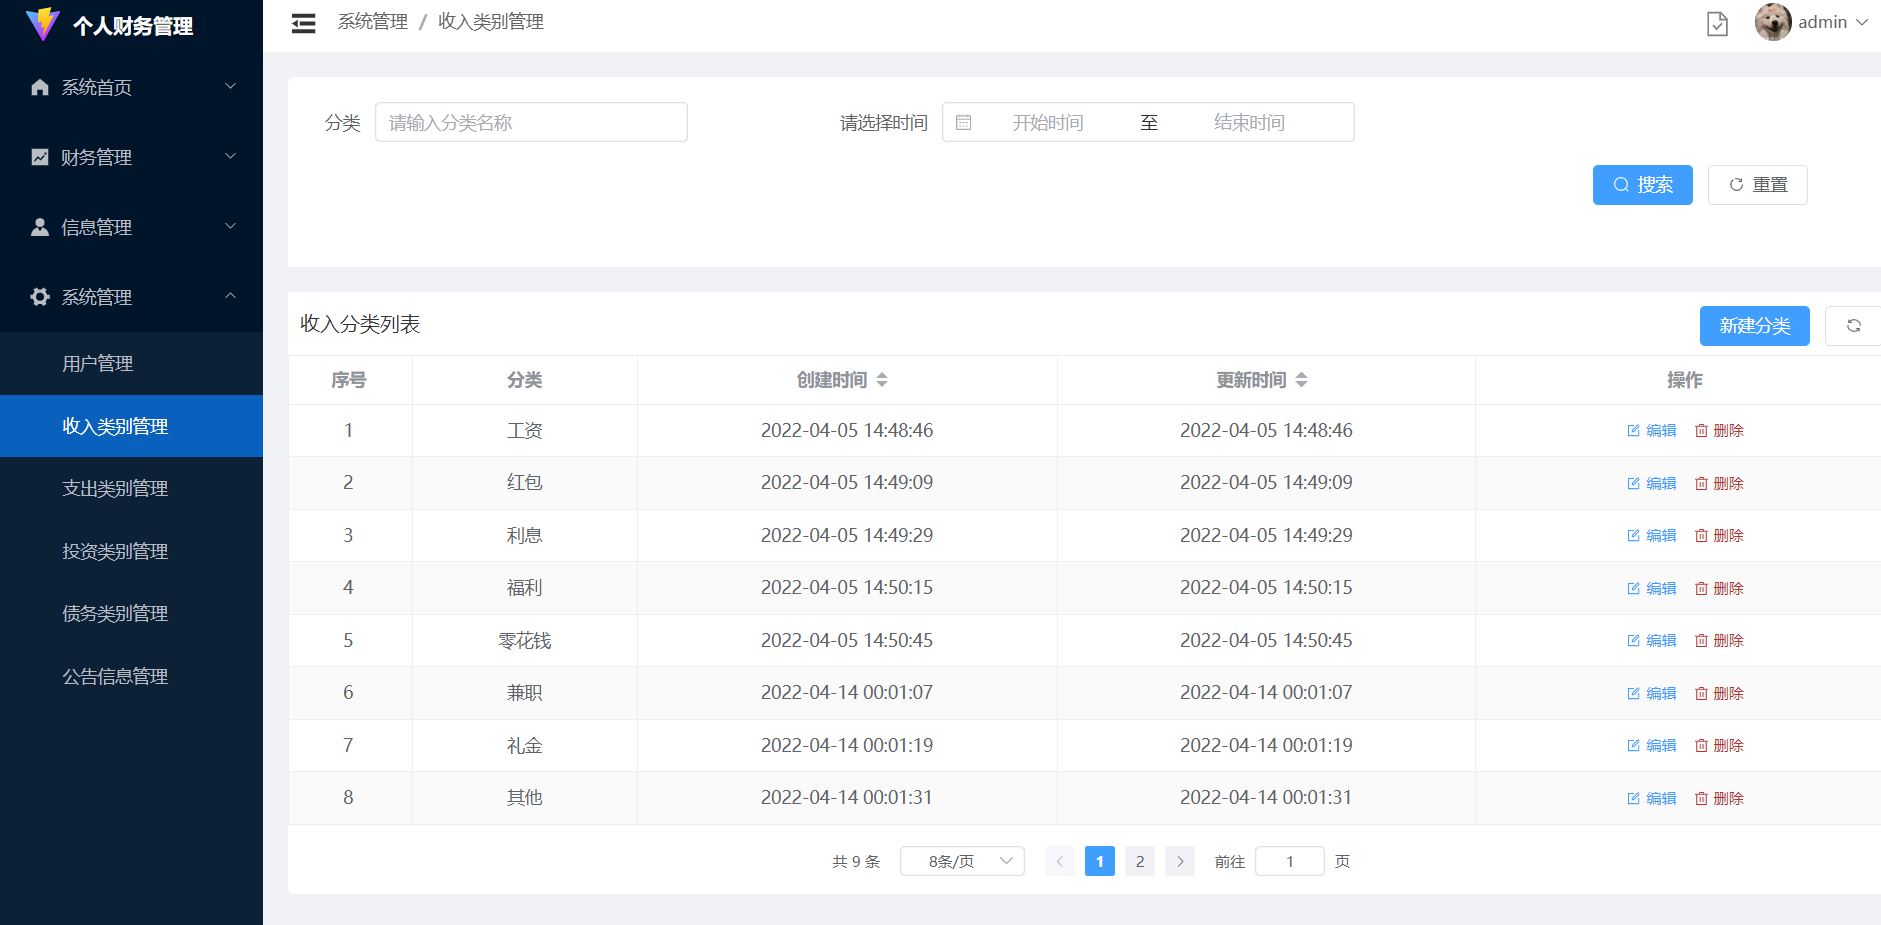 个人财务管理
系统管理 / 收入类别管理
admin
系统首页
财务管理
信息管理
系统管理
用户管理
收入类别管理
支出类别管理
投资类别管理
债务类别管理
公告信息管理
分类 请输入分类名称 请选择时间 开始时间 至 结束时间
搜索 重置
收入分类列表 新建分类
序号 分类 创建时间 更新时间 操作
1 工资 2022-04-05 14:48:46 2022-04-05 14:48:46 编辑 删除
2 红包 2022-04-05 14:49:09 2022-04-05 14:49:09 编辑 删除
3 利息 2022-04-05 14:49:29 2022-04-05 14:49:29 编辑 删除
4 福利 2022-04-05 14:50:15 2022-04-05 14:50:15 编辑 删除
5 零花钱 2022-04-05 14:50:45 2022-04-05 14:50:45 编辑 删除
6 兼职 2022-04-14 00:01:07 2022-04-14 00:01:07 编辑 删除
7 礼金 2022-04-14 00:01:19 2022-04-14 00:01:19 编辑 删除
8 其他 2022-04-14 00:01:31 2022-04-14 00:01:31 编辑 删除
共 9 条 8条/页 1 2 前往 1 页